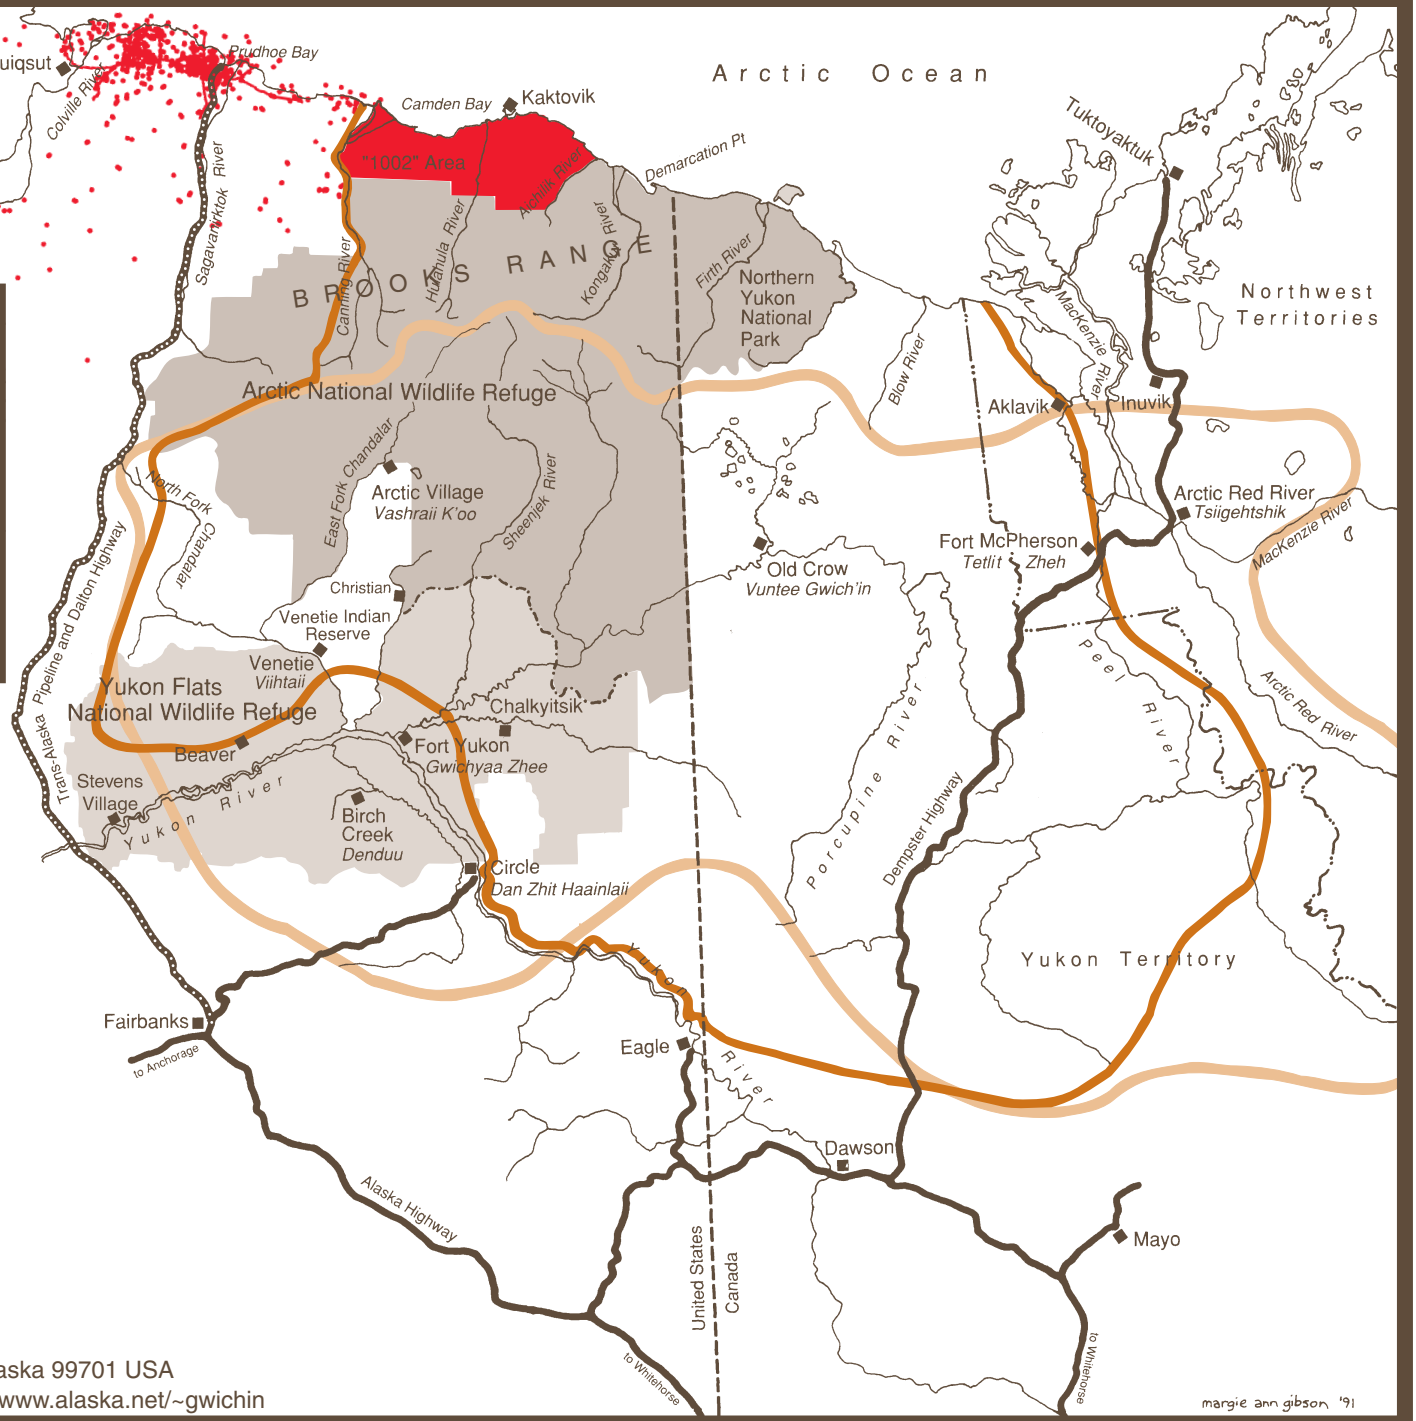 Prudhoe Bay
uiqsut
Colville River
Camden Bay
Kaktovik
Arctic Ocean
Tuktoyaktuk
"1002" Area
Aichilik River
Demarcation Pt
Sagavanirktok River
Canning River
Hulahula River
Kongakut River
Firth River
BROOKS RANGE
Northern
Yukon
National
Park
Northwest
Territories
MacKenzie River
Blow River
Arctic National Wildlife Refuge
Aklavik
Inuvik
North Fork Chandalar
East Fork Chandalar
Arctic Village
Vashraii K'oo
Sheenjek River
Arctic Red River
Tsiigehtshik
MacKenzie River
Fort McPherson
Tetlit Zheh
Old Crow
Vuntee Gwich'in
Christian
Venetie Indian
Reserve
Venetie
Viihtaii
Trans-Alaska Pipeline and Dalton Highway
Yukon Flats
National Wildlife Refuge
Chalkyitsik
Beaver
Fort Yukon
Gwichyaa Zhee
Stevens
Village
Yukon River
Birch
Creek
Denduu
Circle
Dan Zhit Haainlaii
Porcupine River
Dempster Highway
Peel River
Arctic Red River
Yukon Territory
Yukon River
Fairbanks
to Anchorage
Eagle
Dawson
Alaska Highway
United States
Canada
Mayo
to Whitehorse
to Whitehorse
aska 99701 USA
www.alaska.net/~gwichin
margie ann gibson '91